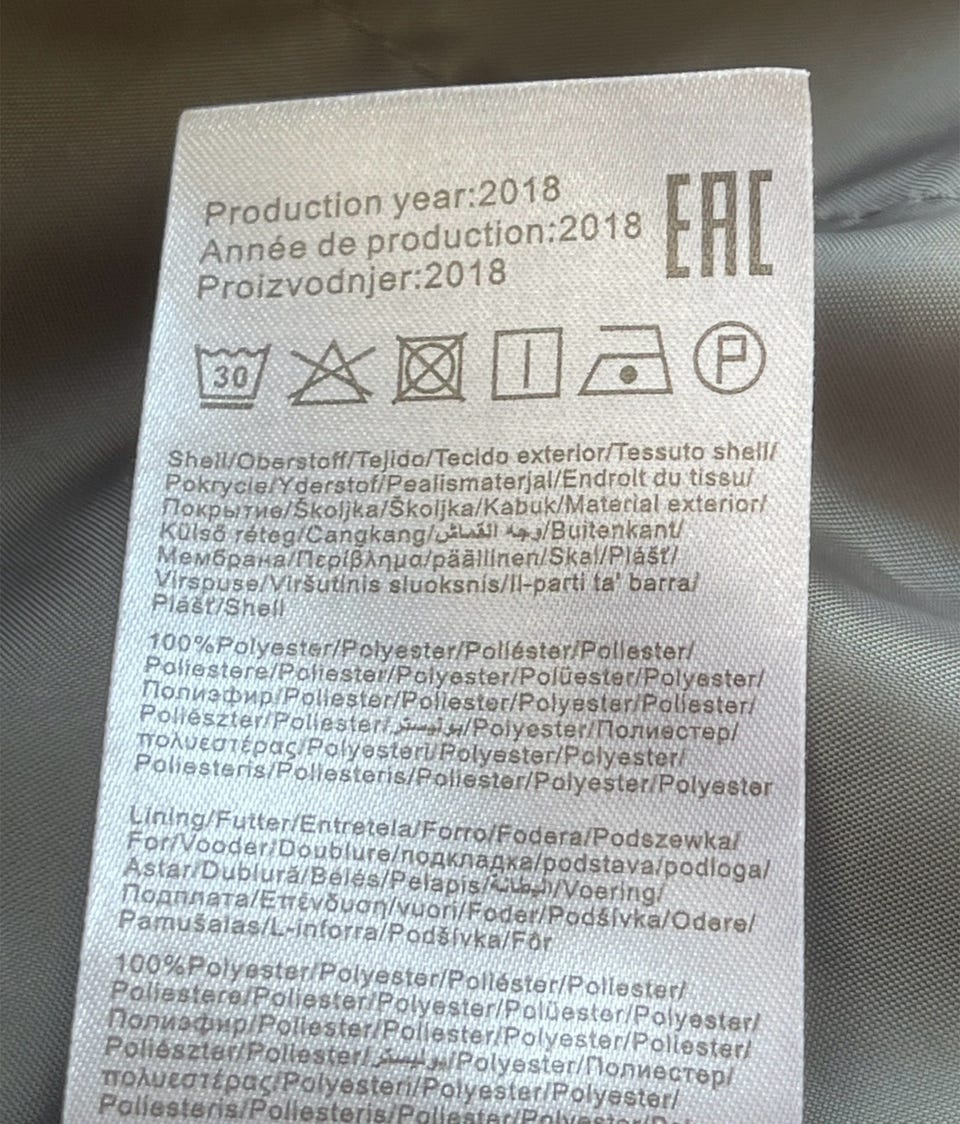 Production year:2018
Année de production:2018
Proizvodnjer:2018
EAC
30
P
Shell/Oberstoff/Tejido/Tecido exterior/Tessuto shell/
Pokrycie/Yderstof/Pealismaterjal/Endroit du tissu/
Покрытие/Školjka/Školjka/Kabuk/Material exterior/
Külső réteg/Cangkang/وجه القماش/Buitenkant/
Мембрана/Περίβλημα/päällinen/Skal/Plášť/
Virspuse/Viršutinis sluoksnis/Il-parti ta' barra/
Plášť/Shell
100%Polyester/Polyester/Poliéster/Poliester/
Poliestere/Poliester/Polyester/Polüester/Polyester/
Полиэфир/Poliester/Poliester/Polyester/Poliester/
Poliészter/Poliester/بوليستر/Polyester/Полиестер/
πολυεστέρας/Polyesteri/Polyester/Polyester/
Poliesteris/Poliesteris/Poliester/Polyester/Polyester
Lining/Futter/Entretela/Forro/Fodera/Podszewka/
For/Vooder/Doublure/подкладка/podstava/podloga/
Astar/Dublură/Bélés/Pelapis/البطانة/Voering/
Подплата/Επένδυση/vuori/Foder/Podšívka/Odere/
Pamušalas/L-inforra/Podšívka/Fôr
100%Polyester/Polyester/Poliéster/Poliester/
Poliestere/Poliester/Polyester/Polüester/Polyester/
Полиэфир/Poliester/Poliester/Polyester/Poliester/
Poliészter/Poliester/بوليستر/Polyester/Полиестер/
πολυεστέρας/Polyesteri/Polyester/Polyester/
Poliesteris/Poliesteris/Poliester/Polyester/